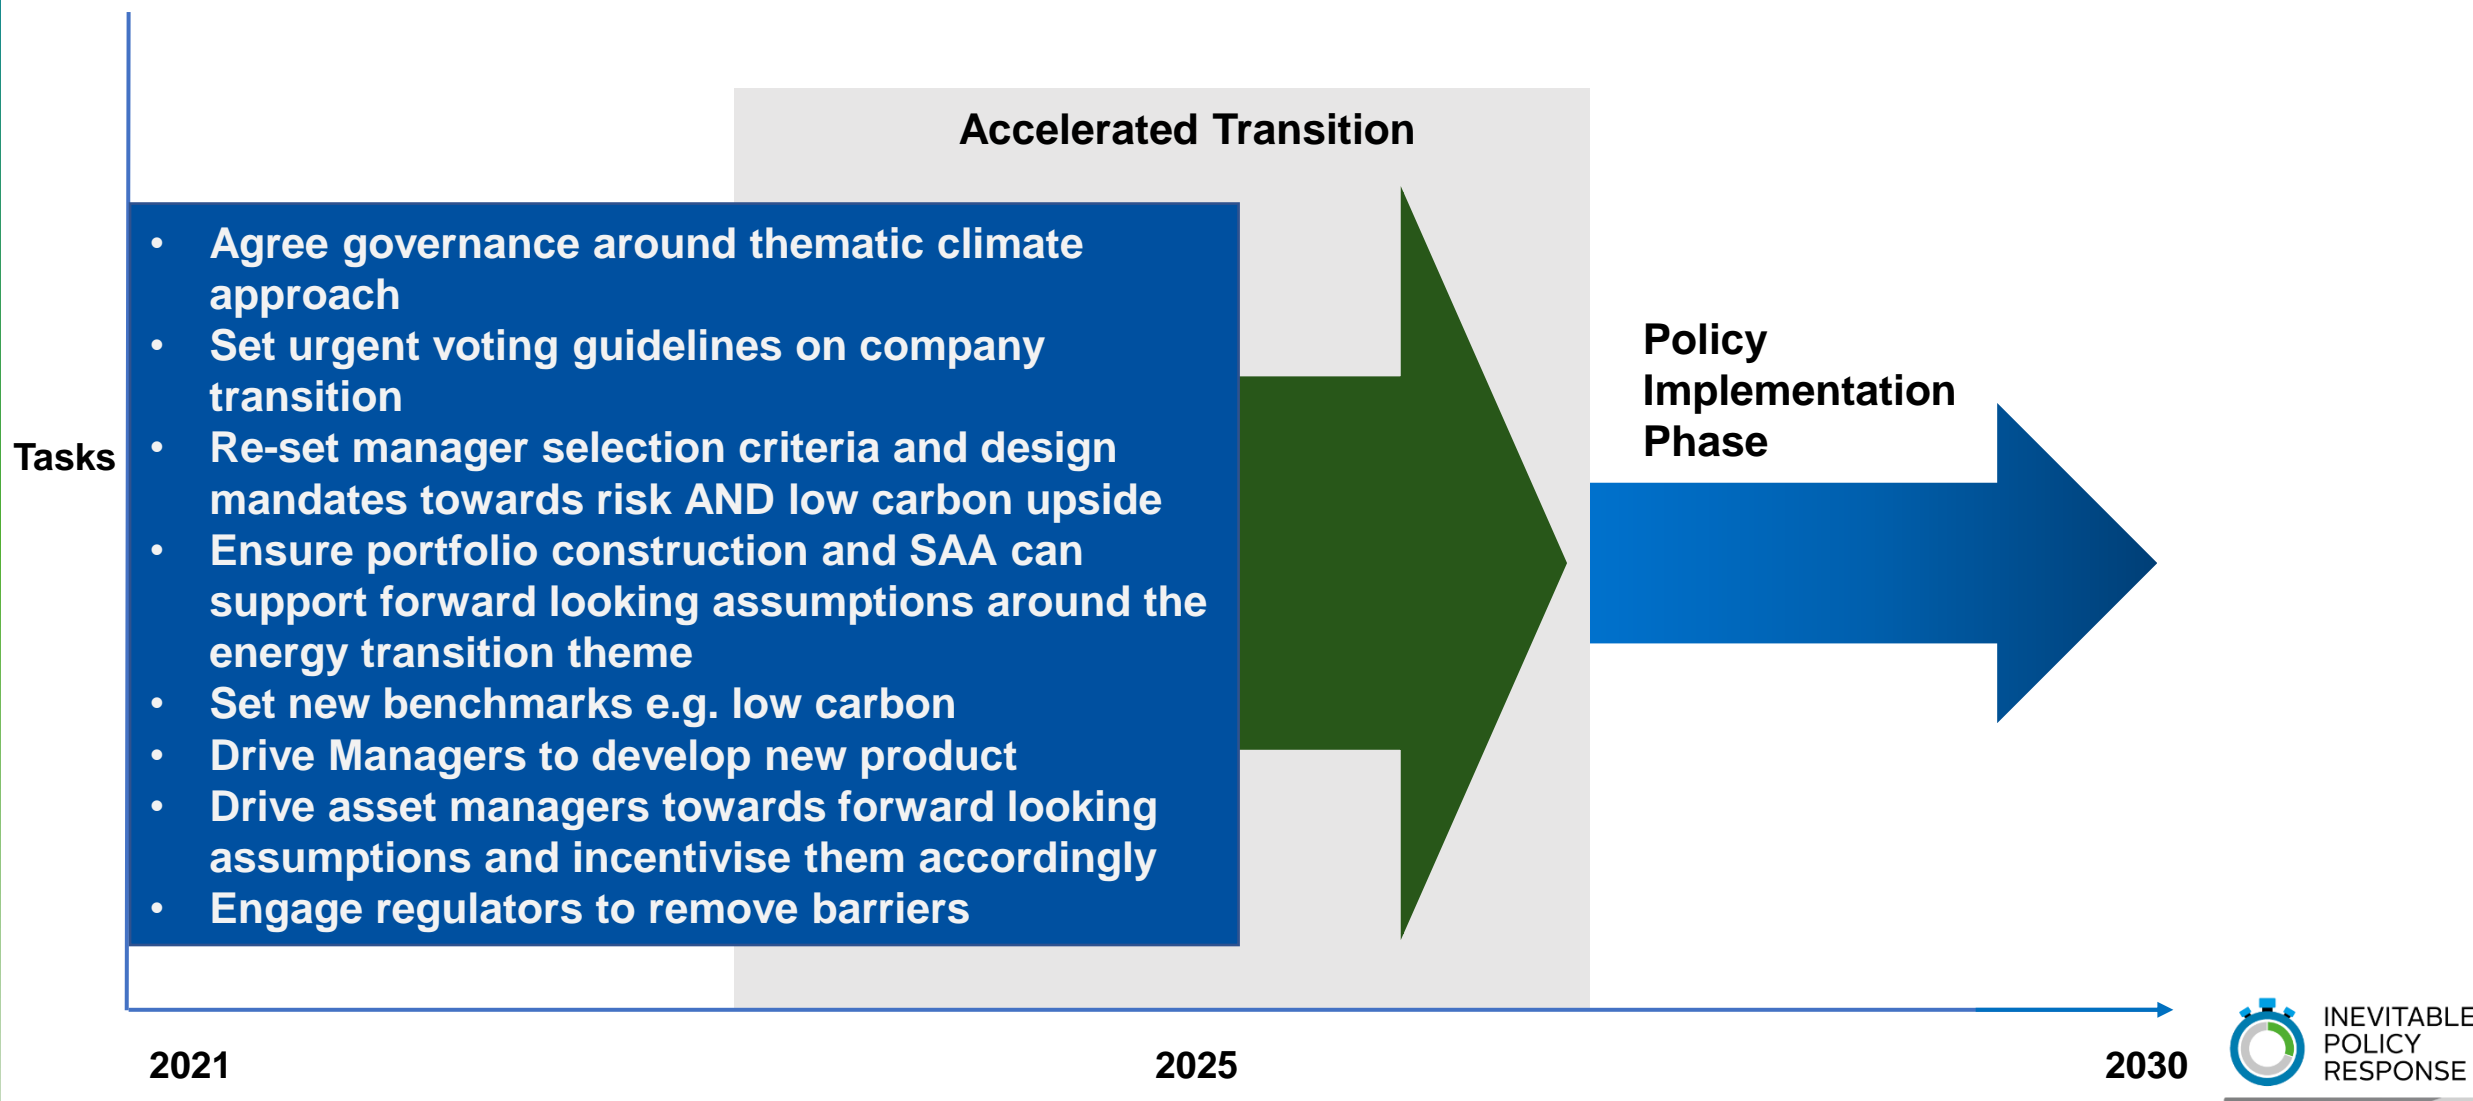 Accelerated Transition
Tasks
• Agree governance around thematic climate
approach
• Set urgent voting guidelines on company
transition
• Re-set manager selection criteria and design
mandates towards risk AND low carbon upside
• Ensure portfolio construction and SAA can
support forward looking assumptions around the
energy transition theme
• Set new benchmarks e.g. low carbon
• Drive Managers to develop new product
• Drive asset managers towards forward looking
assumptions and incentivise them accordingly
• Engage regulators to remove barriers
Policy
Implementation
Phase
2021
2025
2030
INEVITABLE
POLICY
RESPONSE